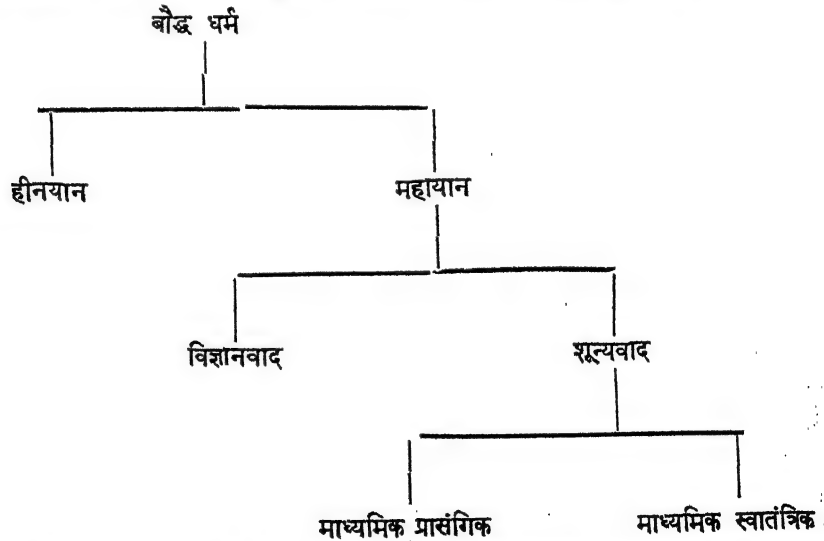 बौद्ध धर्म
हीनयान महायान
विज्ञानवाद शून्यवाद
माध्यमिक प्रासंगिक माध्यमिक स्वातंत्रिक